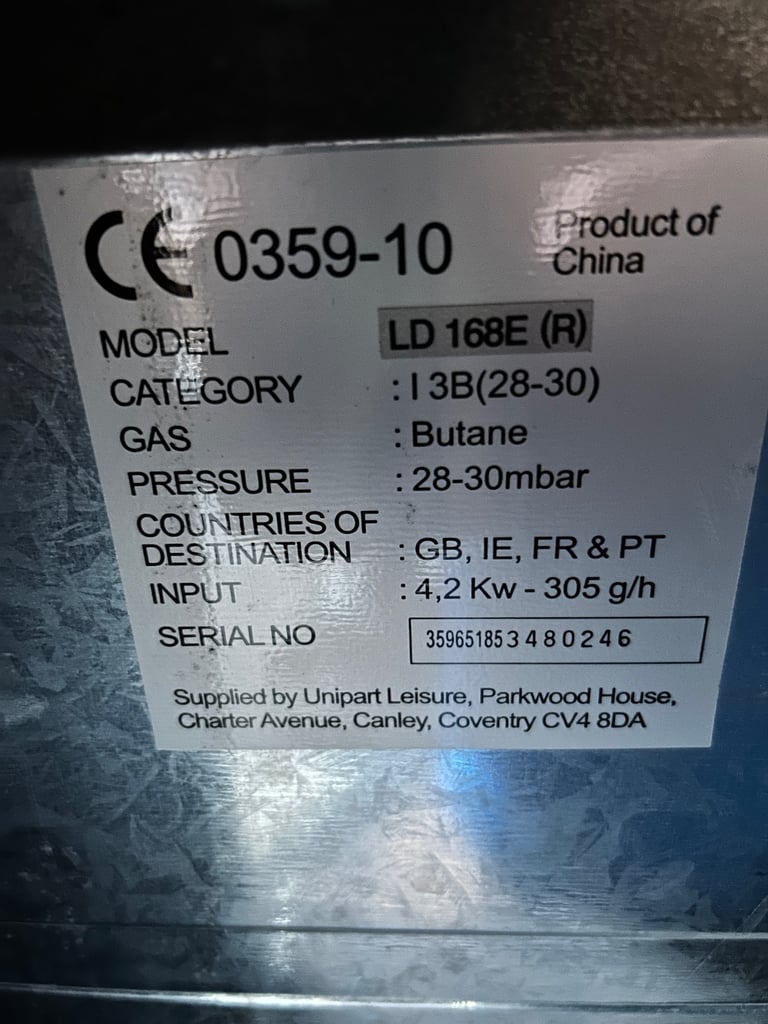 CE 0359-10 Product of
China
MODEL LD 168E (R)
CATEGORY : I 3B(28-30)
GAS : Butane
PRESSURE : 28-30mbar
COUNTRIES OF
DESTINATION : GB, IE, FR & PT
INPUT : 4,2 Kw - 305 g/h
SERIAL NO 359651853480246
Supplied by Unipart Leisure, Parkwood House,
Charter Avenue, Canley, Coventry CV4 8DA